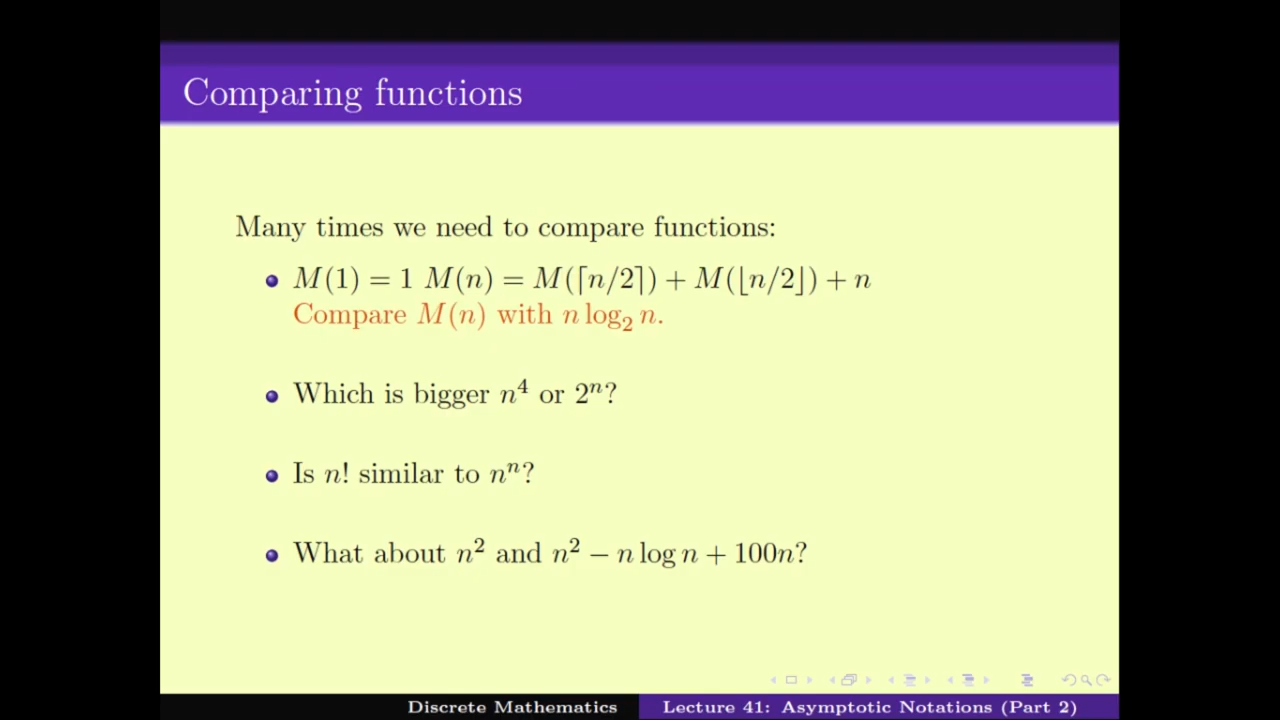 Comparing functions
Many times we need to compare functions:
M(1) = 1 M(n) = M(⌈n/2⌉) + M(⌊n/2⌋) + n
Compare M(n) with n log₂ n.
Which is bigger n⁴ or 2ⁿ?
Is n! similar to nⁿ?
What about n² and n² − n log n + 100n?
Discrete Mathematics
Lecture 41: Asymptotic Notations (Part 2)